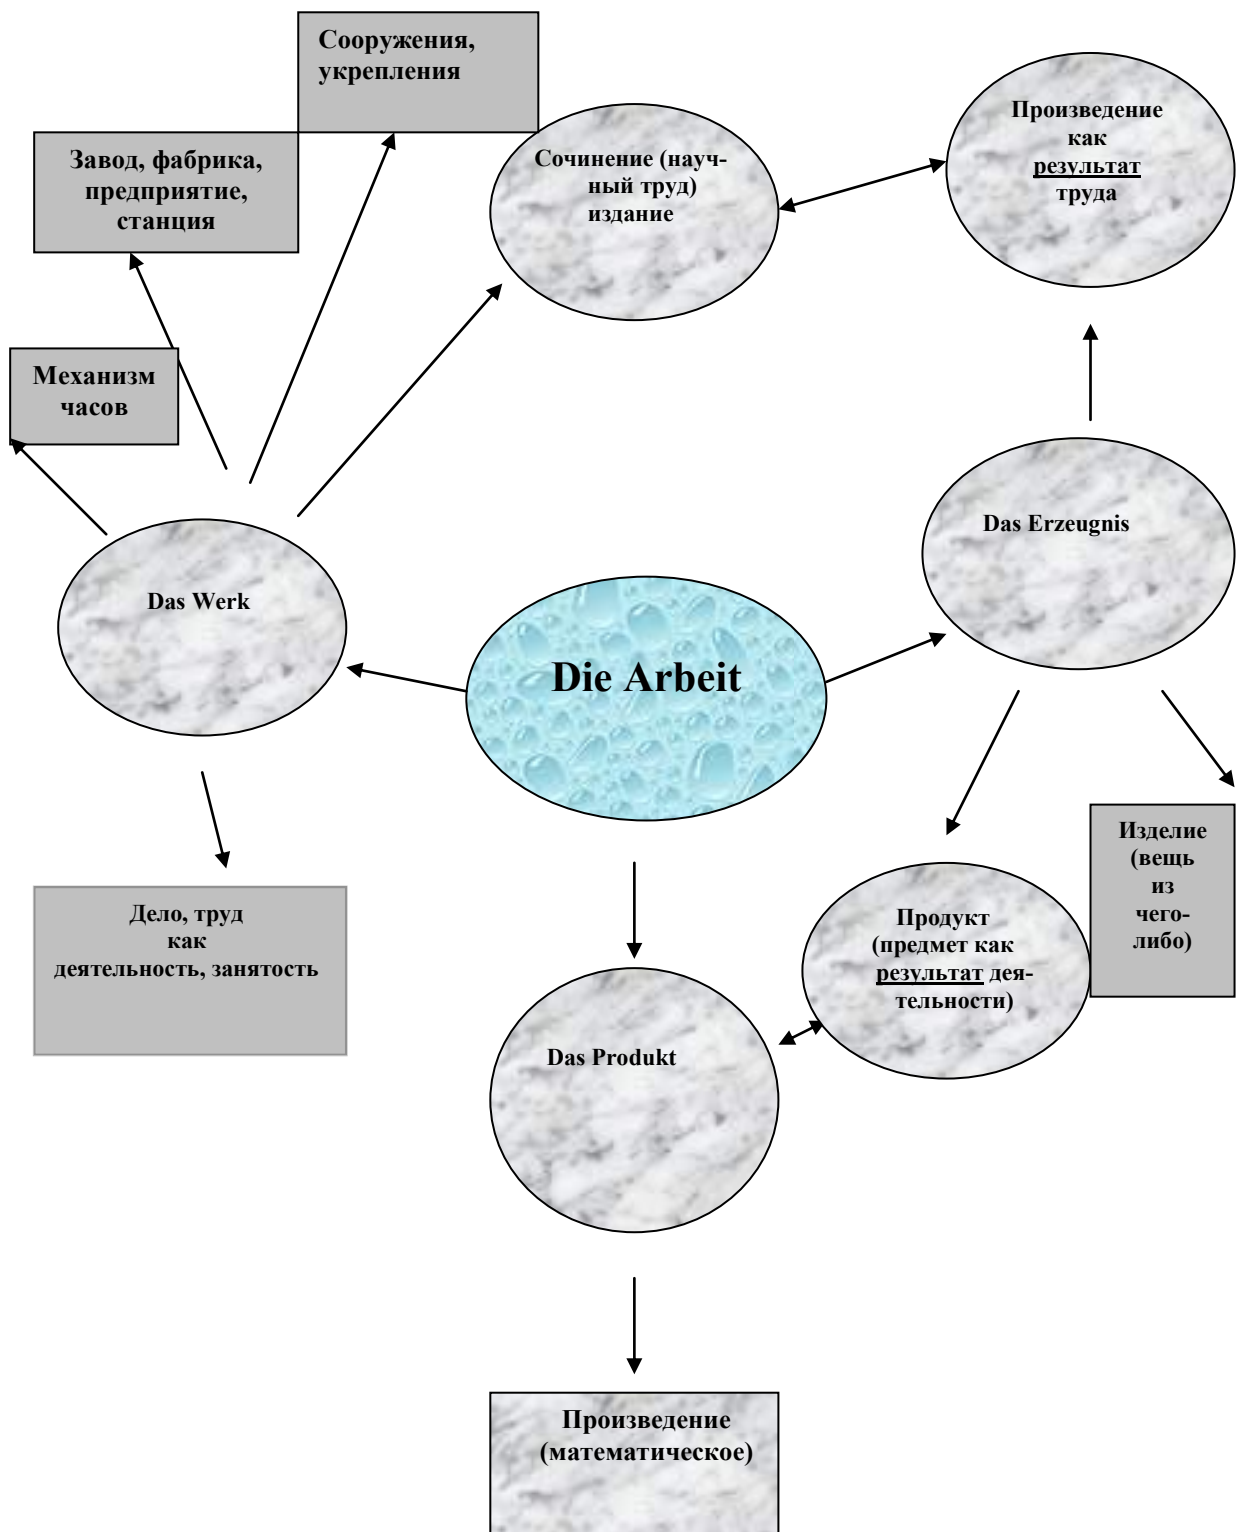 Сооружения,
укрепления
Завод, фабрика,
предприятие,
станция
Сочинение (науч-
ный труд)
издание
Произведение
как
результат
труда
Механизм
часов
Das Erzeugnis
Das Werk
Die Arbeit
Изделие
(вещь
из
чего-
либо)
Дело, труд
как
деятельность, занятость
Продукт
(предмет как
результат дея-
тельности)
Das Produkt
Произведение
(математическое)